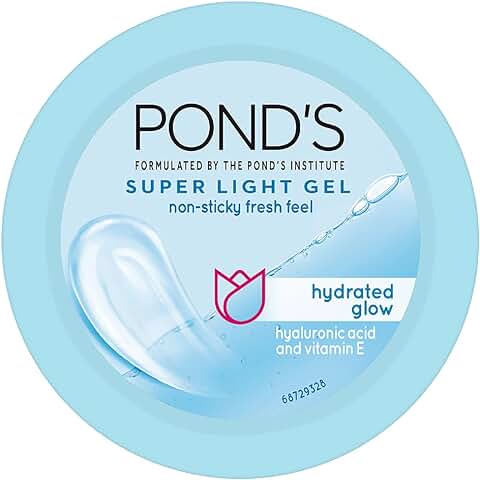 POND'S
FORMULATED BY THE POND'S INSTITUTE
SUPER LIGHT GEL
non-sticky fresh feel
hydrated
glow
hyaluronic acid
and vitamin E
68729328